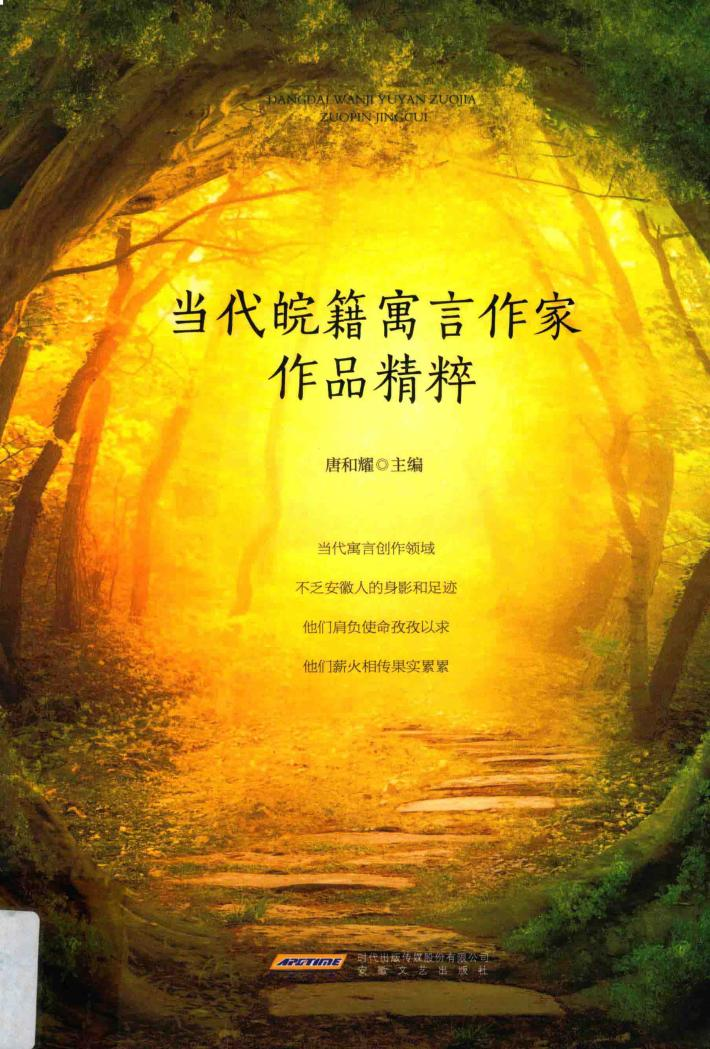 DANGDAI WANJI YUYAN ZUOJIA
ZUOPIN JINGCUI
当代皖籍寓言作家
作品精粹
唐和耀◎主编
当代寓言创作领域
不乏安徽人的身影和足迹
他们肩负使命孜孜以求
他们薪火相传果实累累
ARCTIME
时代出版传媒股份有限公司
安徽文艺出版社